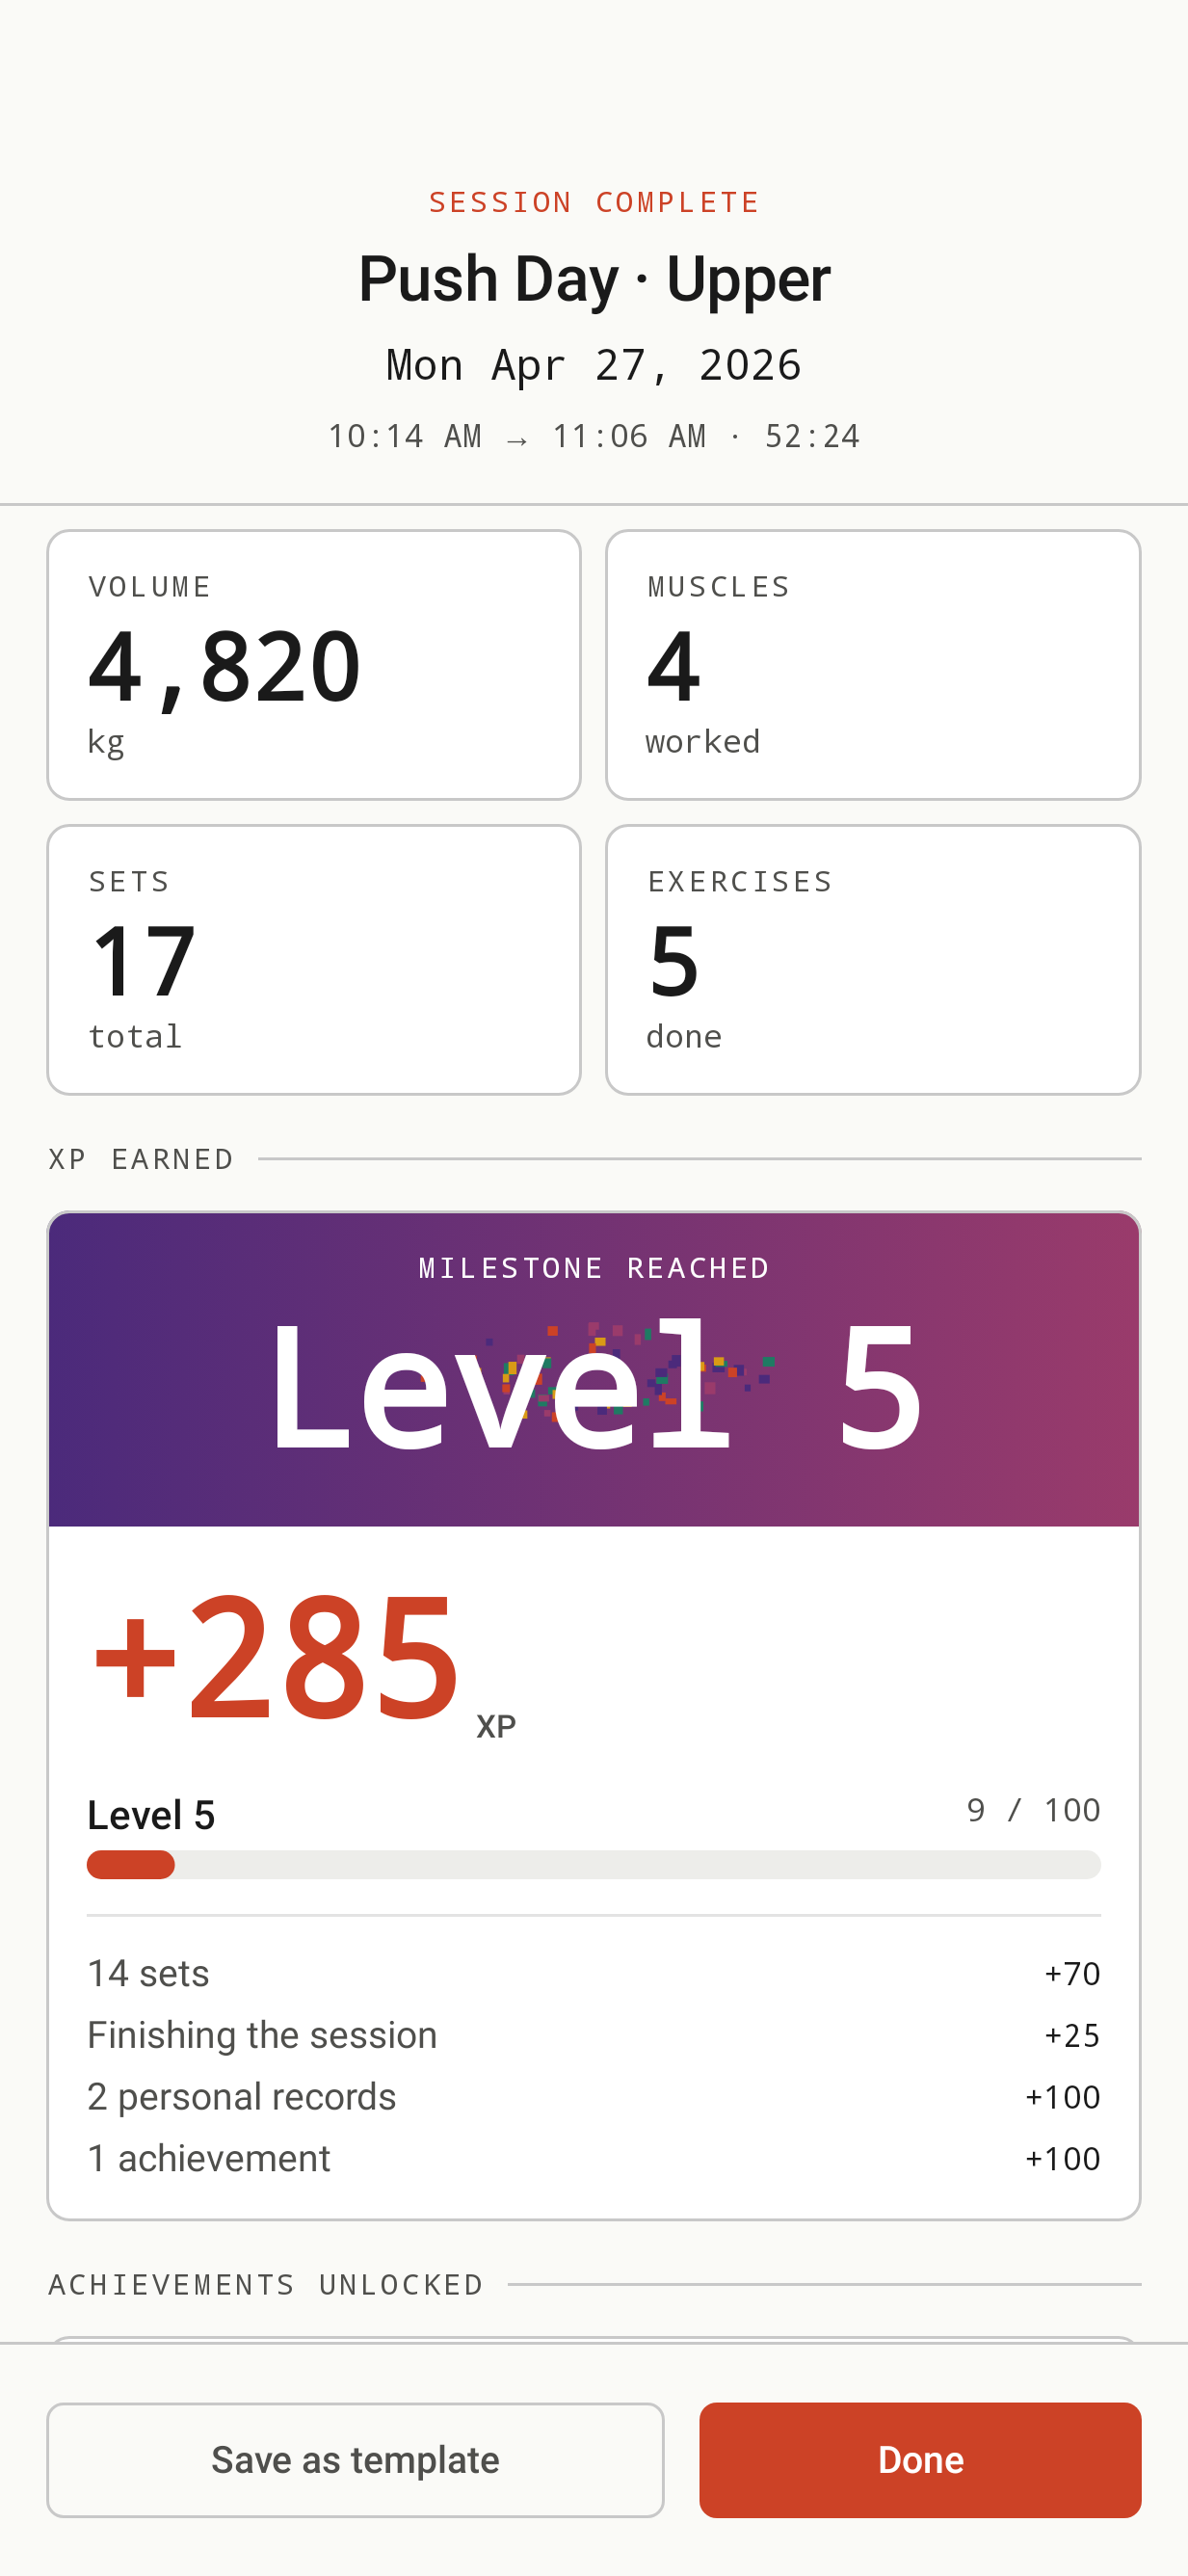 SESSION COMPLETE
Push Day · Upper
Mon Apr 27, 2026
10:14 AM → 11:06 AM · 52:24
VOLUME
4,820
kg
MUSCLES
4
worked
SETS
17
total
EXERCISES
5
done
XP EARNED
MILESTONE REACHED
Level 5
+285 XP
Level 5 9 / 100
14 sets +70
Finishing the session +25
2 personal records +100
1 achievement +100
ACHIEVEMENTS UNLOCKED
Save as template Done